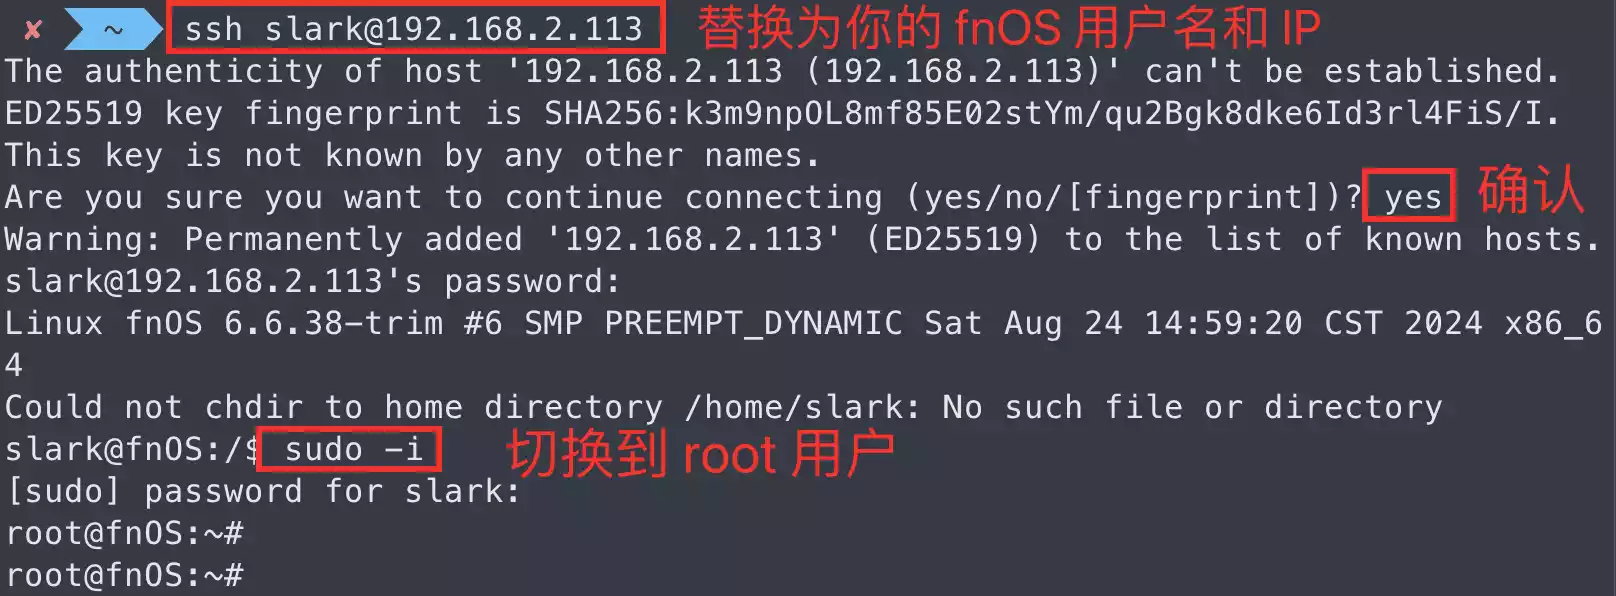 ✘ ~ ssh slark@192.168.2.113 替换为你的 fnOS 用户名和 IP
The authenticity of host '192.168.2.113 (192.168.2.113)' can't be established.
ED25519 key fingerprint is SHA256:k3m9npOL8mf85E02stYm/qu2Bgk8dke6Id3rl4FiS/I.
This key is not known by any other names.
Are you sure you want to continue connecting (yes/no/[fingerprint])? yes 确认
Warning: Permanently added '192.168.2.113' (ED25519) to the list of known hosts.
slark@192.168.2.113's password:
Linux fnOS 6.6.38-trim #6 SMP PREEMPT_DYNAMIC Sat Aug 24 14:59:20 CST 2024 x86_6
4
Could not chdir to home directory /home/slark: No such file or directory
slark@fnOS:/$ sudo -i 切换到 root 用户
[sudo] password for slark:
root@fnOS:~#
root@fnOS:~#